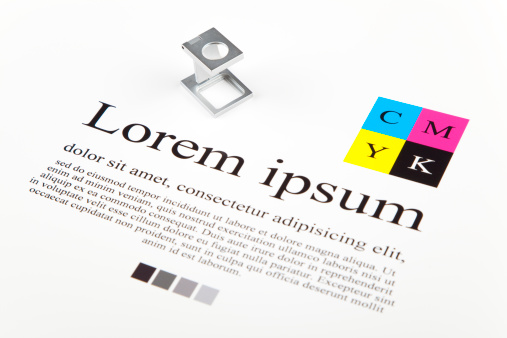 C M
Y K
Lorem ipsum
dolor sit amet, consectetur adipisicing elit,
sed do eiusmod tempor incididunt ut labore et dolore magna aliqua. Ut
enim ad minim veniam, quis nostrud exercitation ullamco laboris nisi ut
aliquip ex ea commodo consequat. Duis aute irure dolor in reprehenderit
in voluptate velit esse cillum dolore eu fugiat nulla pariatur. Excepteur sint
occaecat cupidatat non proident, sunt in culpa qui officia deserunt mollit
anim id est laborum.